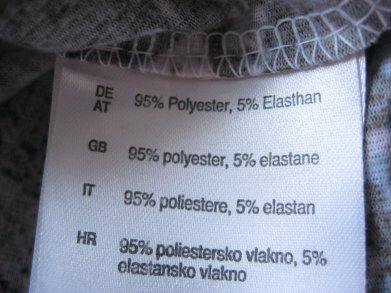 DE
AT 95% Polyester, 5% Elasthan
GB 95% polyester, 5% elastane
IT 95% poliestere, 5% elastan
HR 95% poliestersko vlakno, 5%
elastansko vlakno